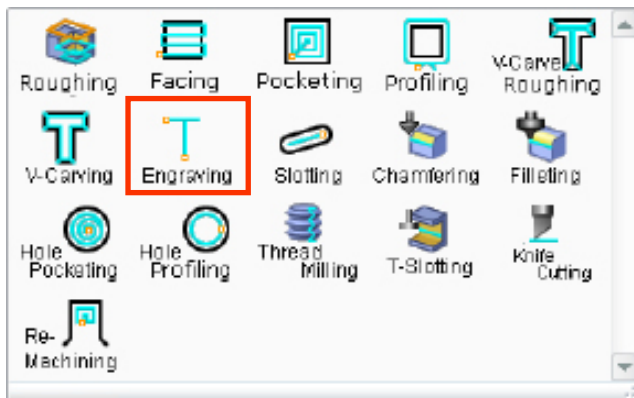 Roughing
Facing
Pocketing
Profiling
V-Carve
Roughing
V-Carving
Engraving
Slotting
Chamfering
Filleting
Hole
Pocketing
Hole
Profiling
Thread
Milling
T-Slotting
Knife
Cutting
Re-
Machining